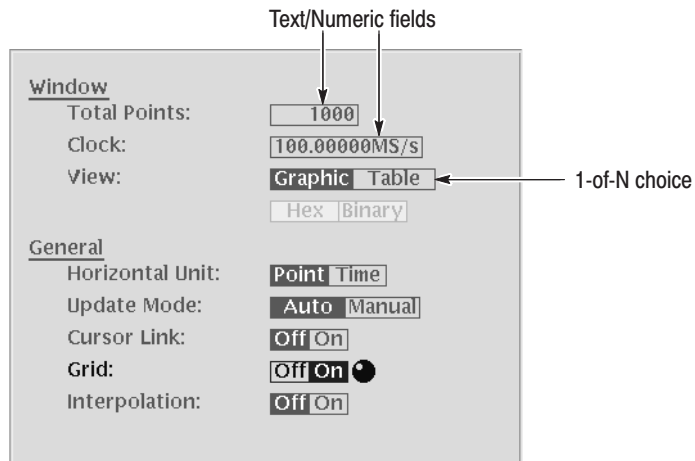 Text/Numeric fields
Window
Total Points: 1000
Clock: 100.00000MS/s
View: Graphic Table
1-of-N choice
Hex Binary
General
Horizontal Unit: Point Time
Update Mode: Auto Manual
Cursor Link: Off On
Grid: Off On
Interpolation: Off On